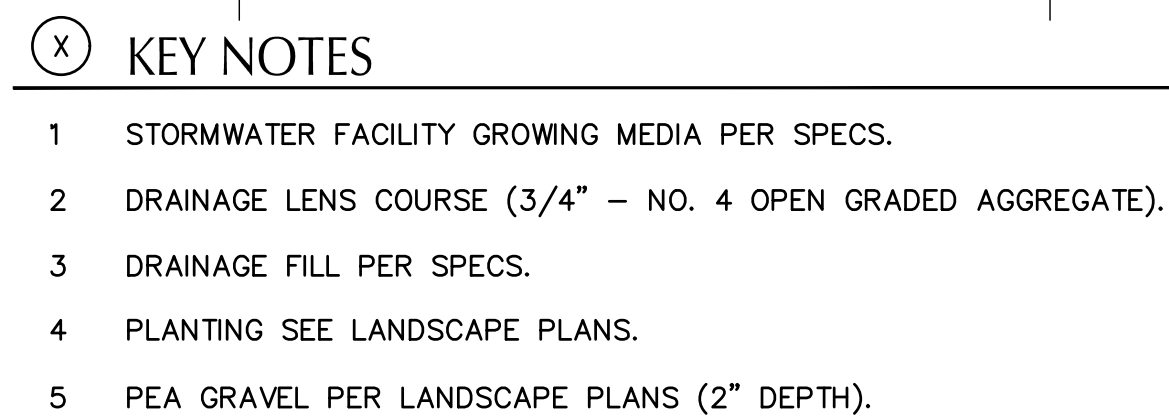 X KEY NOTES
1 STORMWATER FACILITY GROWING MEDIA PER SPECS.
2 DRAINAGE LENS COURSE (3/4" – NO. 4 OPEN GRADED AGGREGATE).
3 DRAINAGE FILL PER SPECS.
4 PLANTING SEE LANDSCAPE PLANS.
5 PEA GRAVEL PER LANDSCAPE PLANS (2" DEPTH).